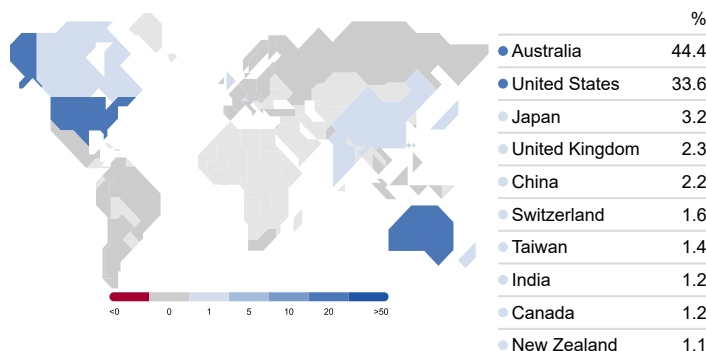 %
Australia 44.4
United States 33.6
Japan 3.2
United Kingdom 2.3
China 2.2
Switzerland 1.6
Taiwan 1.4
India 1.2
Canada 1.2
New Zealand 1.1
<0 0 1 5 10 20 >50